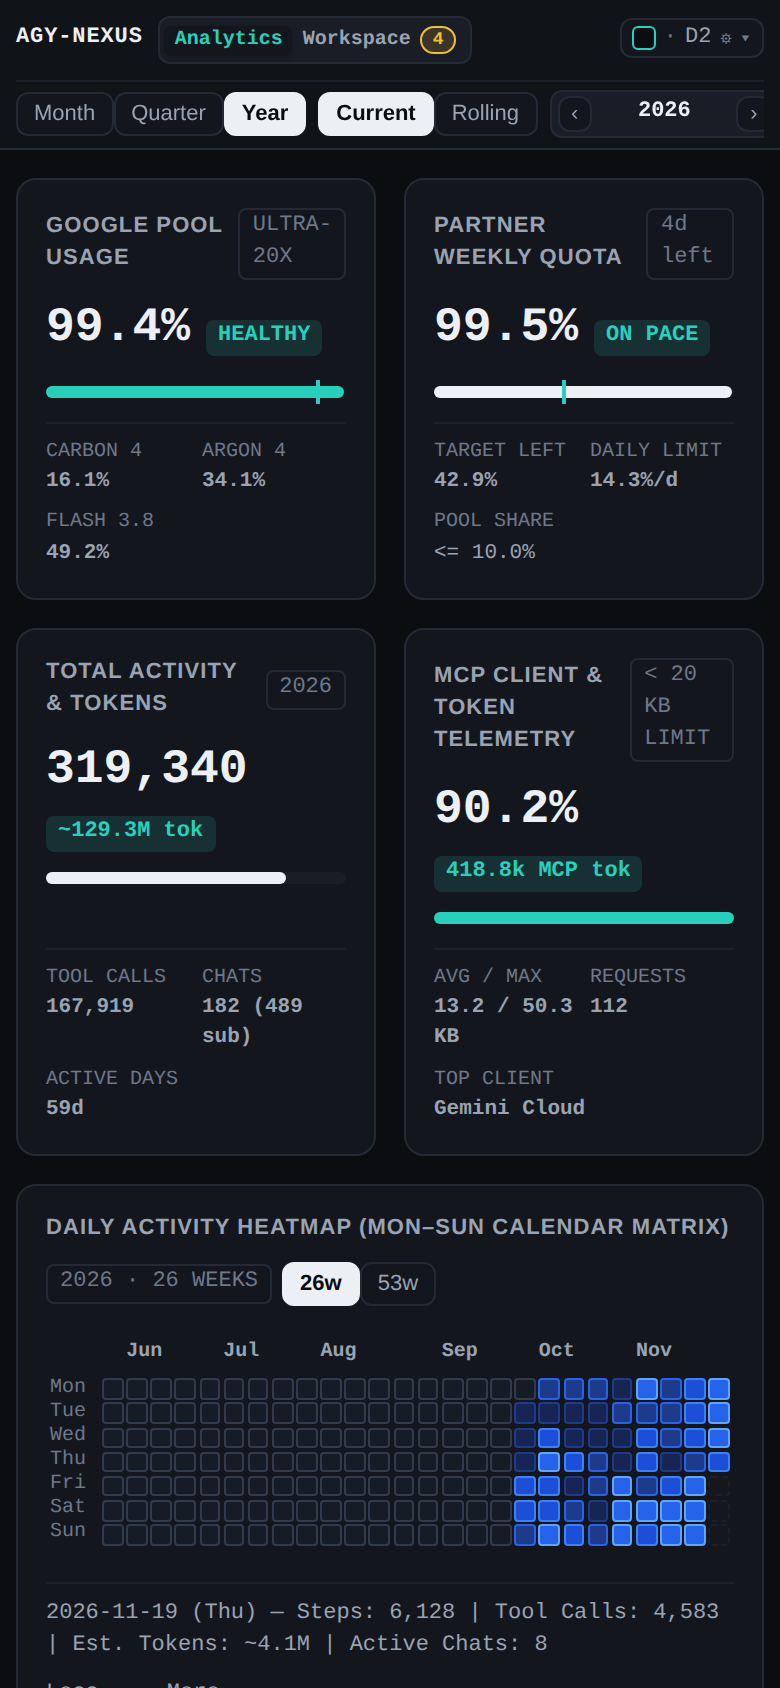 AGY-NEXUS Analytics Workspace 4 · D2 ⚙ ▾
Month Quarter Year Current Rolling ‹ 2026 ›
GOOGLE POOL USAGE
ULTRA-20X
99.4% HEALTHY
CARBON 4 ARGON 4
16.1% 34.1%
FLASH 3.8
49.2%
PARTNER
WEEKLY QUOTA
4d
left
99.5% ON PACE
TARGET LEFT DAILY LIMIT
42.9% 14.3%/d
POOL SHARE
<= 10.0%
TOTAL ACTIVITY
& TOKENS
2026
319,340
~129.3M tok
TOOL CALLS CHATS
167,919 182 (489
sub)
ACTIVE DAYS
59d
MCP CLIENT &
TOKEN
TELEMETRY
< 20
KB
LIMIT
90.2%
418.8k MCP tok
AVG / MAX REQUESTS
13.2 / 50.3 112
KB
TOP CLIENT
Gemini Cloud
DAILY ACTIVITY HEATMAP (MON–SUN CALENDAR MATRIX)
2026 · 26 WEEKS 26w 53w
Jun Jul Aug Sep Oct Nov
Mon
Tue
Wed
Thu
Fri
Sat
Sun
2026-11-19 (Thu) — Steps: 6,128 | Tool Calls: 4,583
| Est. Tokens: ~4.1M | Active Chats: 8